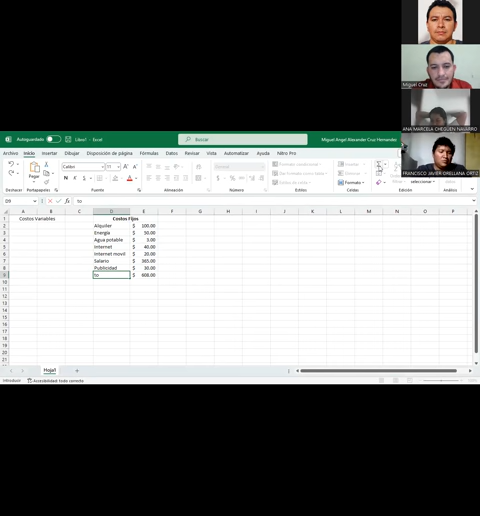 Autoguardado
Libro1 - Excel
Buscar
Miguel Angel Alexander Cruz Hernandez
Archivo Inicio Insertar Dibujar Disposición de página Fórmulas Datos Revisar Vista Automatizar Ayuda Nitro Pro
Pegar
Calibri
N K S
General
Formato condicional
Dar formato como tabla
Estilos de celda
Insertar
Eliminar
Formato
seleccionar
Deshacer Portapapeles Fuente Alineación Número Estilos Celdas Edición Análisis
D9 to
A B C D E F G H I J K L M N O P
1 Costos Variables Costos Fijos
2 Alquiler $ 100.00
3 Energía $ 50.00
4 Agua potable $ 3.00
5 Internet $ 40.00
6 Internet movil $ 20.00
7 Salario $ 365.00
8 Publicidad $ 30.00
9 to $ 608.00
10
11
12
13
14
15
16
17
18
19
20
21
Hoja1
Introducir Accesibilidad: todo correcto
Miguel Cruz
ANA MARCELA CHEGUEN NAVARRO
FRANCISCO JAVIER ORELLANA ORTIZ